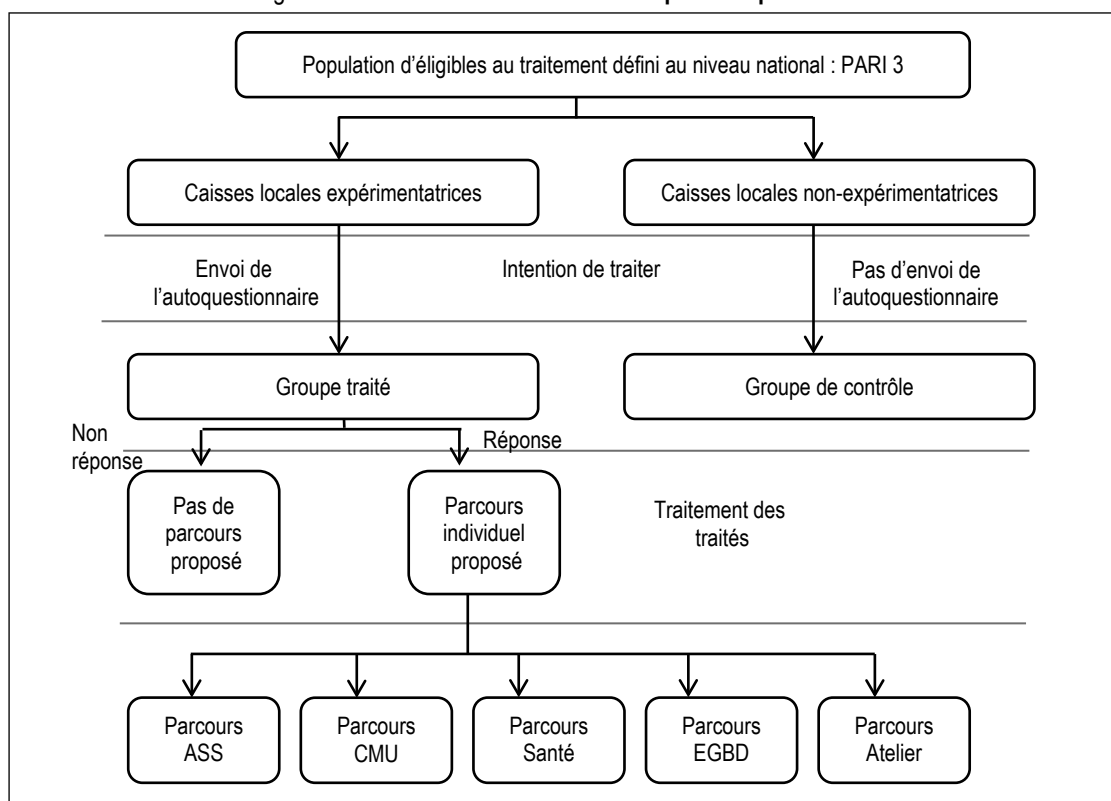 Population d'éligibles au traitement défini au niveau national : PARI 3
Caisses locales expérimentatrices
Caisses locales non-expérimentatrices
Envoi de
l'autoquestionnaire
Intention de traiter
Pas d'envoi de
l'autoquestionnaire
Groupe traité
Groupe de contrôle
Non
réponse
Réponse
Pas de
parcours
proposé
Parcours
individuel
proposé
Traitement des
traités
Parcours
ASS
Parcours
CMU
Parcours
Santé
Parcours
EGBD
Parcours
Atelier